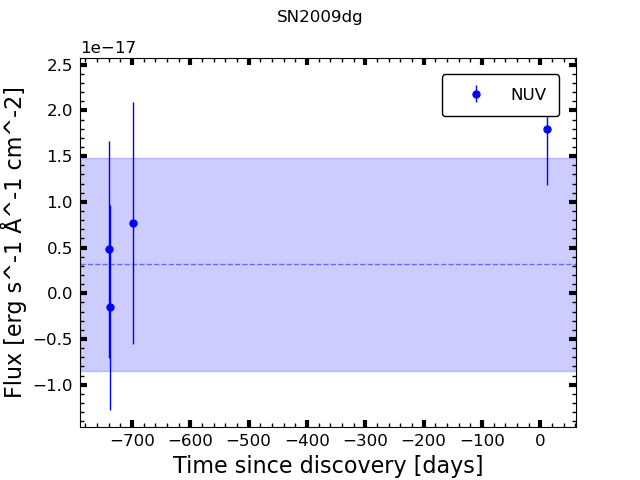 SN2009dg
1e−17
2.5
2.0
1.5
1.0
0.5
0.0
−0.5
−1.0
Flux [erg s^-1 Å^-1 cm^-2]
NUV
−700 −600 −500 −400 −300 −200 −100 0
Time since discovery [days]